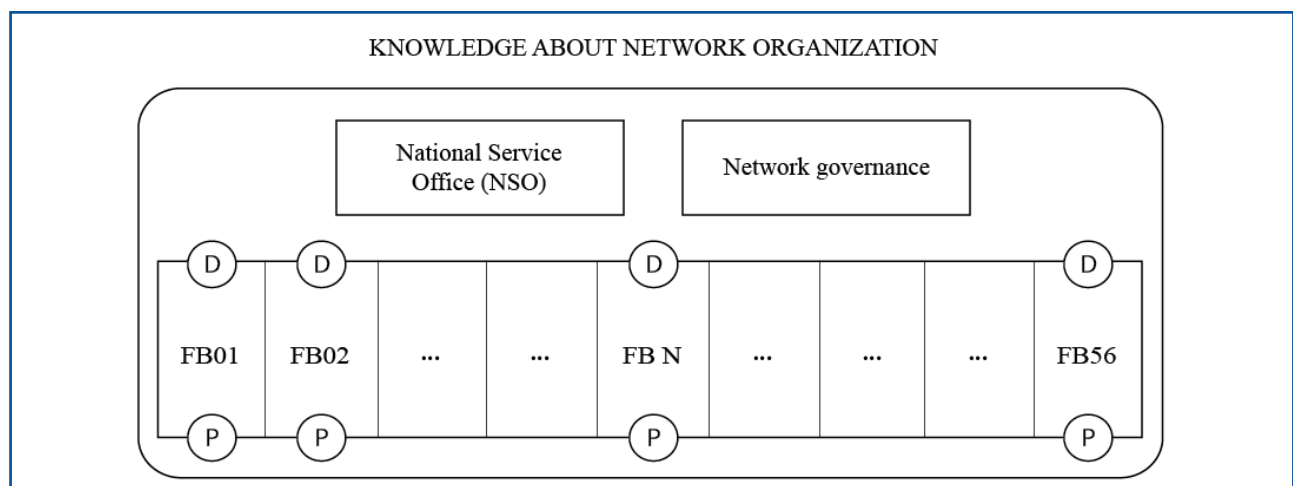 KNOWLEDGE ABOUT NETWORK ORGANIZATION
National Service
Office (NSO)
Network governance
D D D D
FB01 FB02 ... ... FB N ... ... ... FB56
P P P P